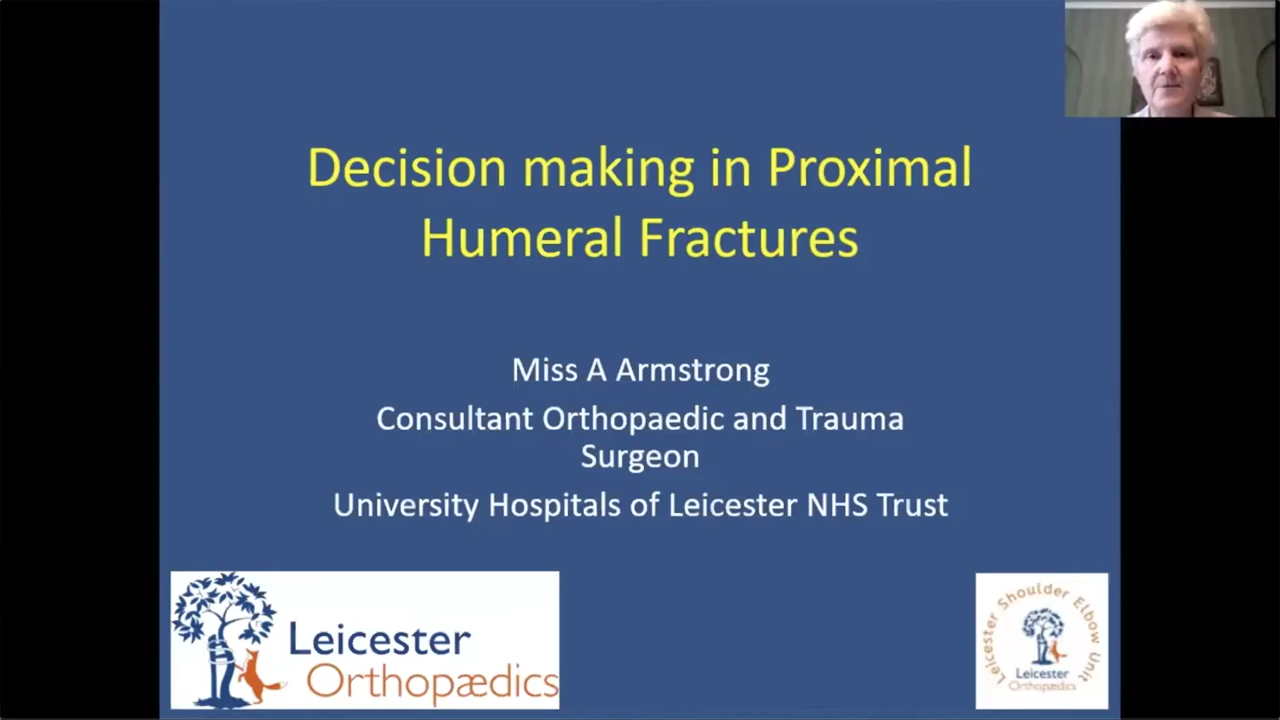 Decision making in Proximal
Humeral Fractures
Miss A Armstrong
Consultant Orthopaedic and Trauma
Surgeon
University Hospitals of Leicester NHS Trust
Leicester
Orthopædics
Leicester Shoulder Elbow Unit
Leicester
Orthopædics